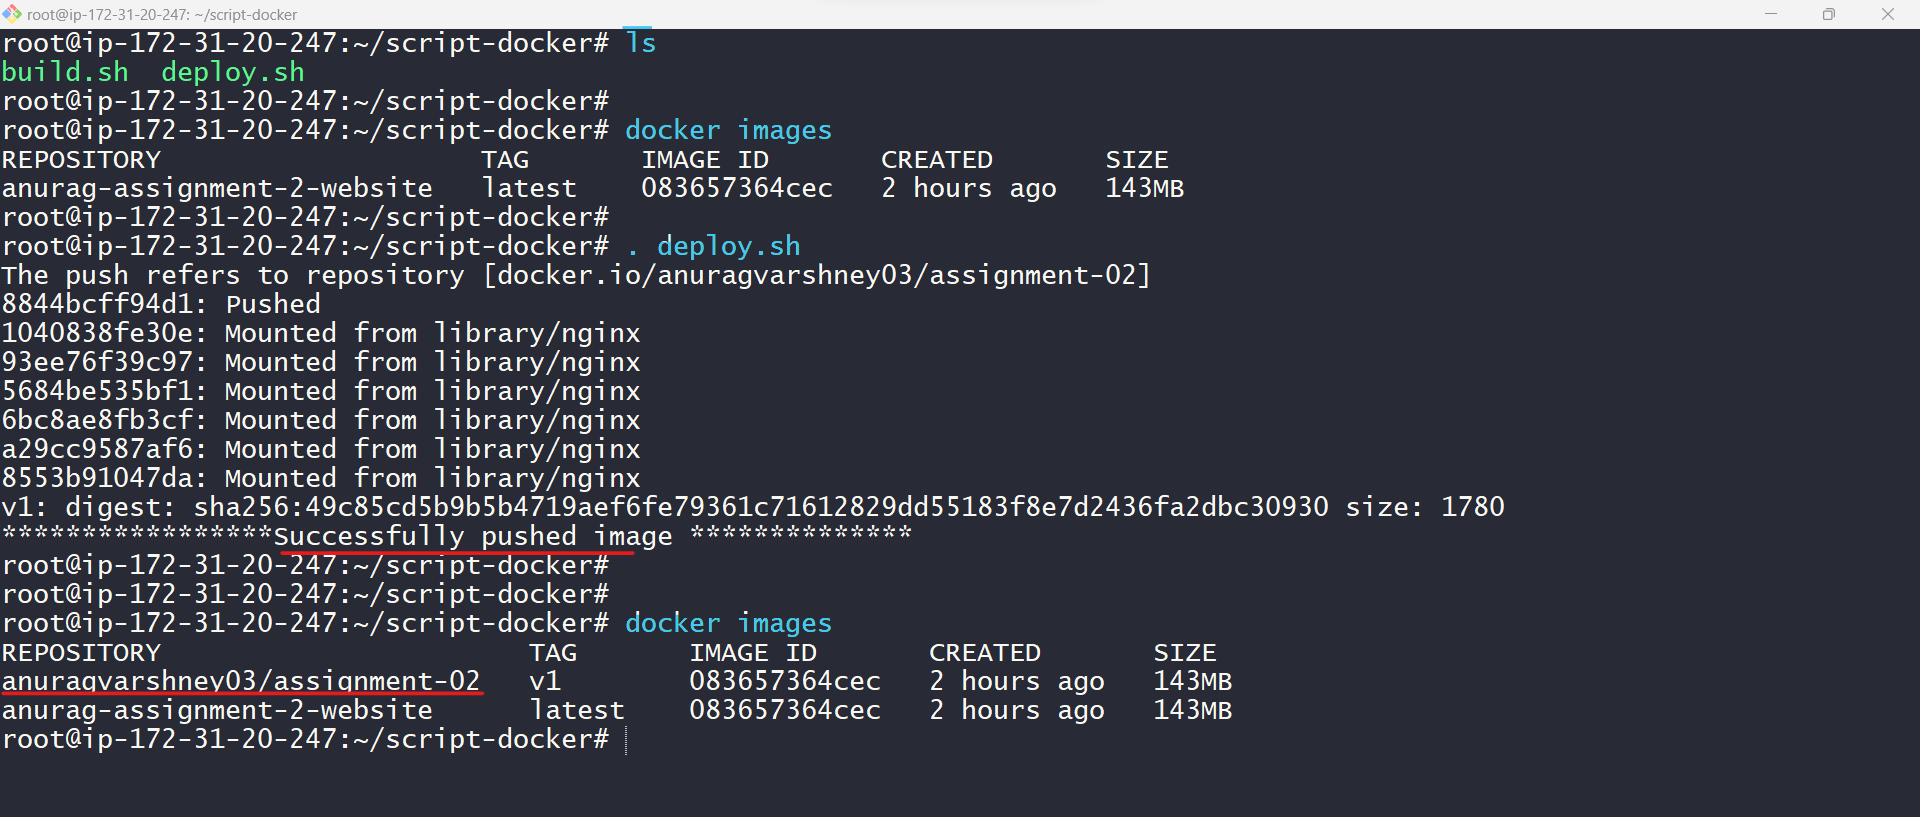 root@ip-172-31-20-247: ~/script-docker
root@ip-172-31-20-247:~/script-docker# ls
build.sh  deploy.sh
root@ip-172-31-20-247:~/script-docker#
root@ip-172-31-20-247:~/script-docker# docker images
REPOSITORY                    TAG       IMAGE ID       CREATED       SIZE
anurag-assignment-2-website   latest    083657364cec   2 hours ago   143MB
root@ip-172-31-20-247:~/script-docker#
root@ip-172-31-20-247:~/script-docker# . deploy.sh
The push refers to repository [docker.io/anuragvarshney03/assignment-02]
8844bcff94d1: Pushed
1040838fe30e: Mounted from library/nginx
93ee76f39c97: Mounted from library/nginx
5684be535bf1: Mounted from library/nginx
6bc8ae8fb3cf: Mounted from library/nginx
a29cc9587af6: Mounted from library/nginx
8553b91047da: Mounted from library/nginx
v1: digest: sha256:49c85cd5b9b5b4719aef6fe79361c71612829dd55183f8e7d2436fa2dbc30930 size: 1780
*****************Successfully pushed image **************
root@ip-172-31-20-247:~/script-docker#
root@ip-172-31-20-247:~/script-docker#
root@ip-172-31-20-247:~/script-docker# docker images
REPOSITORY                       TAG       IMAGE ID       CREATED       SIZE
anuragvarshney03/assignment-02   v1        083657364cec   2 hours ago   143MB
anurag-assignment-2-website      latest    083657364cec   2 hours ago   143MB
root@ip-172-31-20-247:~/script-docker#